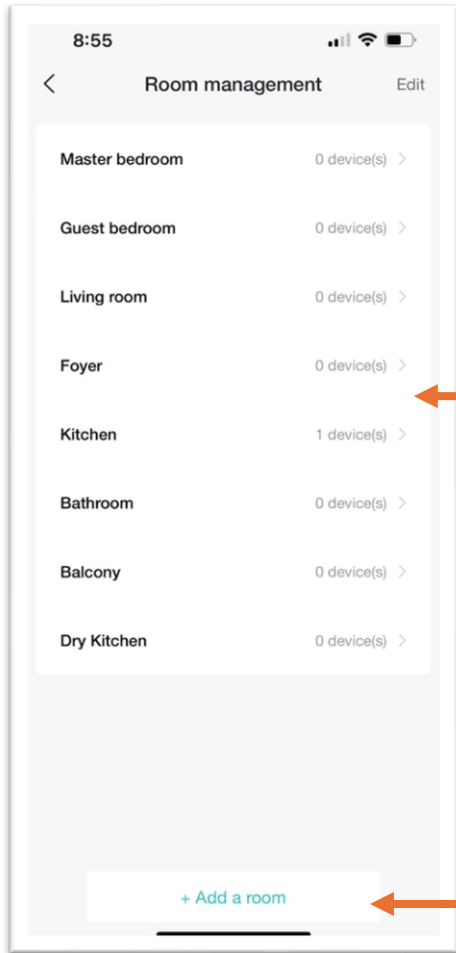 8:55
Room management Edit
Master bedroom 0 device(s)
Guest bedroom 0 device(s)
Living room 0 device(s)
Foyer 0 device(s)
Kitchen 1 device(s)
Bathroom 0 device(s)
Balcony 0 device(s)
Dry Kitchen 0 device(s)
+ Add a room